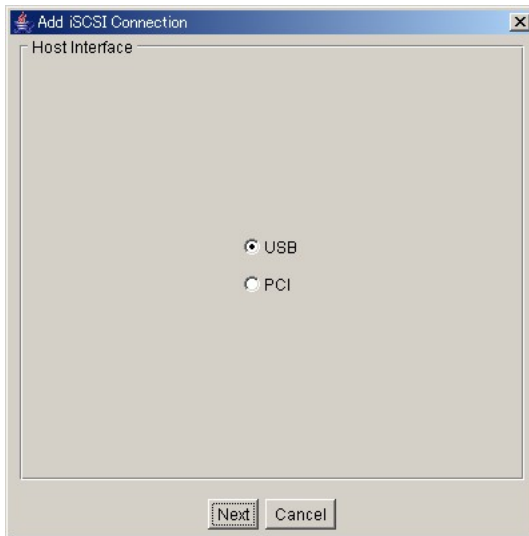 Add iSCSI Connection
Host Interface
USB
PCI
Next Cancel